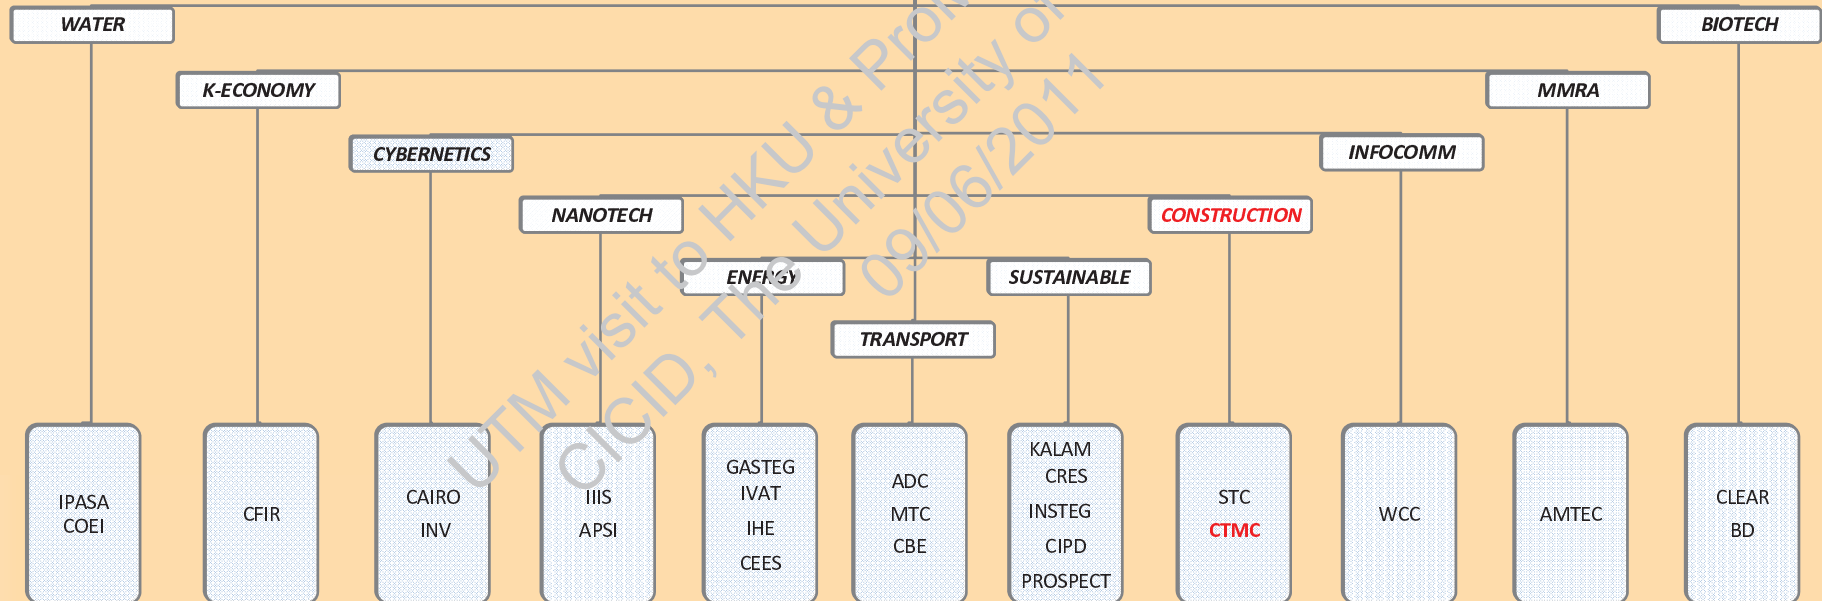 WATER
BIOTECH
K-ECONOMY
MMRA
CYBERNETICS
INFOCOMM
NANOTECH
CONSTRUCTION
ENERGY
SUSTAINABLE
TRANSPORT
IPASA
COEI
CFIR
CAIRO
INV
IIIS
APSI
GASTEG
IVAT
IHE
CEES
ADC
MTC
CBE
KALAM
CRES
INSTEG
CIPD
PROSPECT
STC
CTMC
WCC
AMTEC
CLEAR
BD
UTM visit to HKU &
CICID, The University
09/06/2011